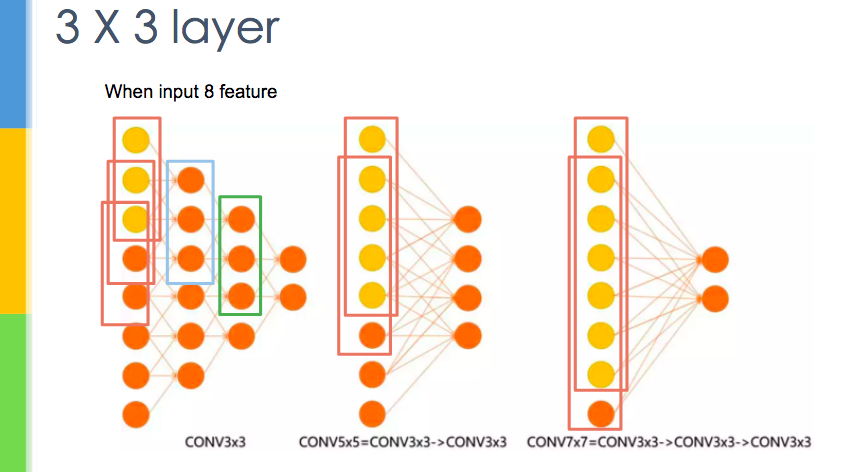 3 X 3 layer
When input 8 feature
CONV3x3
CONV5x5=CONV3x3->CONV3x3
CONV7x7=CONV3x3->CONV3x3->CONV3x3